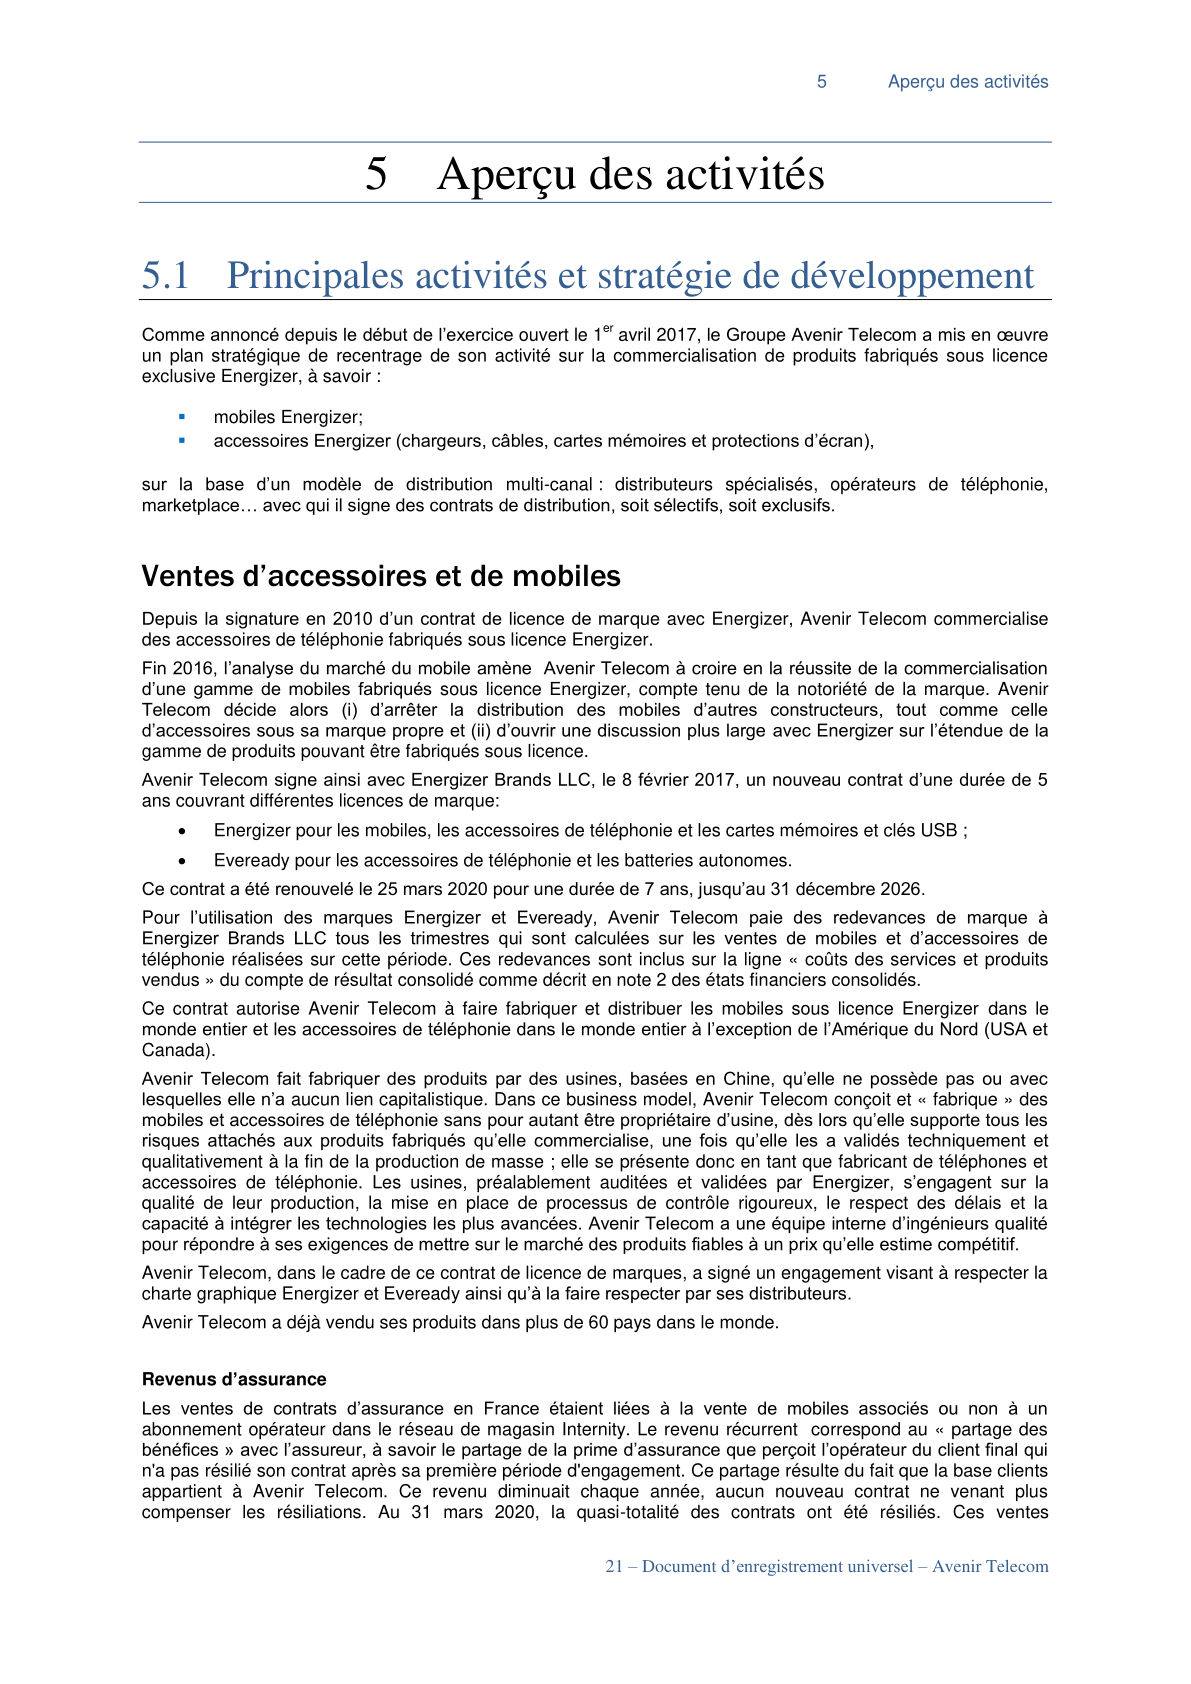 5 Aperçu des activités
5 Aperçu des activités
5.1 Principales activités et stratégie de développement
Comme annoncé depuis le début de l'exercice ouvert le 1er avril 2017, le Groupe Avenir Telecom a mis en œuvre
un plan stratégique de recentrage de son activité sur la commercialisation de produits fabriqués sous licence
exclusive Energizer, à savoir :
▪ mobiles Energizer;
▪ accessoires Energizer (chargeurs, câbles, cartes mémoires et protections d'écran),
sur la base d'un modèle de distribution multi-canal : distributeurs spécialisés, opérateurs de téléphonie,
marketplace… avec qui il signe des contrats de distribution, soit sélectifs, soit exclusifs.
Ventes d'accessoires et de mobiles
Depuis la signature en 2010 d'un contrat de licence de marque avec Energizer, Avenir Telecom commercialise
des accessoires de téléphonie fabriqués sous licence Energizer.
Fin 2016, l'analyse du marché du mobile amène Avenir Telecom à croire en la réussite de la commercialisation
d'une gamme de mobiles fabriqués sous licence Energizer, compte tenu de la notoriété de la marque. Avenir
Telecom décide alors (i) d'arrêter la distribution des mobiles d'autres constructeurs, tout comme celle
d'accessoires sous sa marque propre et (ii) d'ouvrir une discussion plus large avec Energizer sur l'étendue de la
gamme de produits pouvant être fabriqués sous licence.
Avenir Telecom signe ainsi avec Energizer Brands LLC, le 8 février 2017, un nouveau contrat d'une durée de 5
ans couvrant différentes licences de marque:
• Energizer pour les mobiles, les accessoires de téléphonie et les cartes mémoires et clés USB ;
• Eveready pour les accessoires de téléphonie et les batteries autonomes.
Ce contrat a été renouvelé le 25 mars 2020 pour une durée de 7 ans, jusqu'au 31 décembre 2026.
Pour l'utilisation des marques Energizer et Eveready, Avenir Telecom paie des redevances de marque à
Energizer Brands LLC tous les trimestres qui sont calculées sur les ventes de mobiles et d'accessoires de
téléphonie réalisées sur cette période. Ces redevances sont inclus sur la ligne « coûts des services et produits
vendus » du compte de résultat consolidé comme décrit en note 2 des états financiers consolidés.
Ce contrat autorise Avenir Telecom à faire fabriquer et distribuer les mobiles sous licence Energizer dans le
monde entier et les accessoires de téléphonie dans le monde entier à l'exception de l'Amérique du Nord (USA et
Canada).
Avenir Telecom fait fabriquer des produits par des usines, basées en Chine, qu'elle ne possède pas ou avec
lesquelles elle n'a aucun lien capitalistique. Dans ce business model, Avenir Telecom conçoit et « fabrique » des
mobiles et accessoires de téléphonie sans pour autant être propriétaire d'usine, dès lors qu'elle supporte tous les
risques attachés aux produits fabriqués qu'elle commercialise, une fois qu'elle les a validés techniquement et
qualitativement à la fin de la production de masse ; elle se présente donc en tant que fabricant de téléphones et
accessoires de téléphonie. Les usines, préalablement auditées et validées par Energizer, s'engagent sur la
qualité de leur production, la mise en place de processus de contrôle rigoureux, le respect des délais et la
capacité à intégrer les technologies les plus avancées. Avenir Telecom a une équipe interne d'ingénieurs qualité
pour répondre à ses exigences de mettre sur le marché des produits fiables à un prix qu'elle estime compétitif.
Avenir Telecom, dans le cadre de ce contrat de licence de marques, a signé un engagement visant à respecter la
charte graphique Energizer et Eveready ainsi qu'à la faire respecter par ses distributeurs.
Avenir Telecom a déjà vendu ses produits dans plus de 60 pays dans le monde.
Revenus d'assurance
Les ventes de contrats d'assurance en France étaient liées à la vente de mobiles associés ou non à un
abonnement opérateur dans le réseau de magasin Internity. Le revenu récurrent correspond au « partage des
bénéfices » avec l'assureur, à savoir le partage de la prime d'assurance que perçoit l'opérateur du client final qui
n'a pas résilié son contrat après sa première période d'engagement. Ce partage résulte du fait que la base clients
appartient à Avenir Telecom. Ce revenu diminuait chaque année, aucun nouveau contrat ne venant plus
compenser les résiliations. Au 31 mars 2020, la quasi-totalité des contrats ont été résiliés. Ces ventes
21 – Document d'enregistrement universel – Avenir Telecom